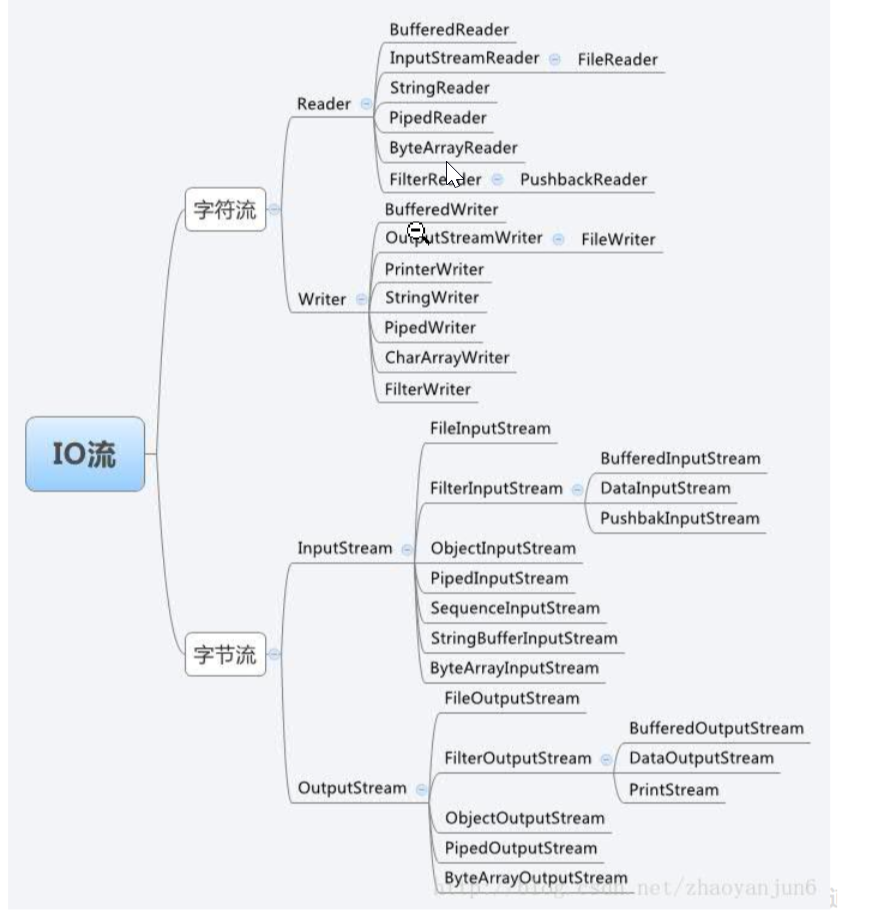 IO流
字符流
Reader
BufferedReader
InputStreamReader
FileReader
StringReader
PipedReader
ByteArrayReader
FilterReader
PushbackReader
Writer
BufferedWriter
OutputStreamWriter
FileWriter
PrinterWriter
StringWriter
PipedWriter
CharArrayWriter
FilterWriter
字节流
InputStream
FileInputStream
FilterInputStream
BufferedInputStream
DataInputStream
PushbakInputStream
ObjectInputStream
PipedInputStream
SequenceInputStream
StringBufferInputStream
ByteArrayInputStream
OutputStream
FileOutputStream
FilterOutputStream
BufferedOutputStream
DataOutputStream
PrintStream
ObjectOutputStream
PipedOutputStream
ByteArrayOutputStream
http://blog.csdn.net/zhaoyanjun6